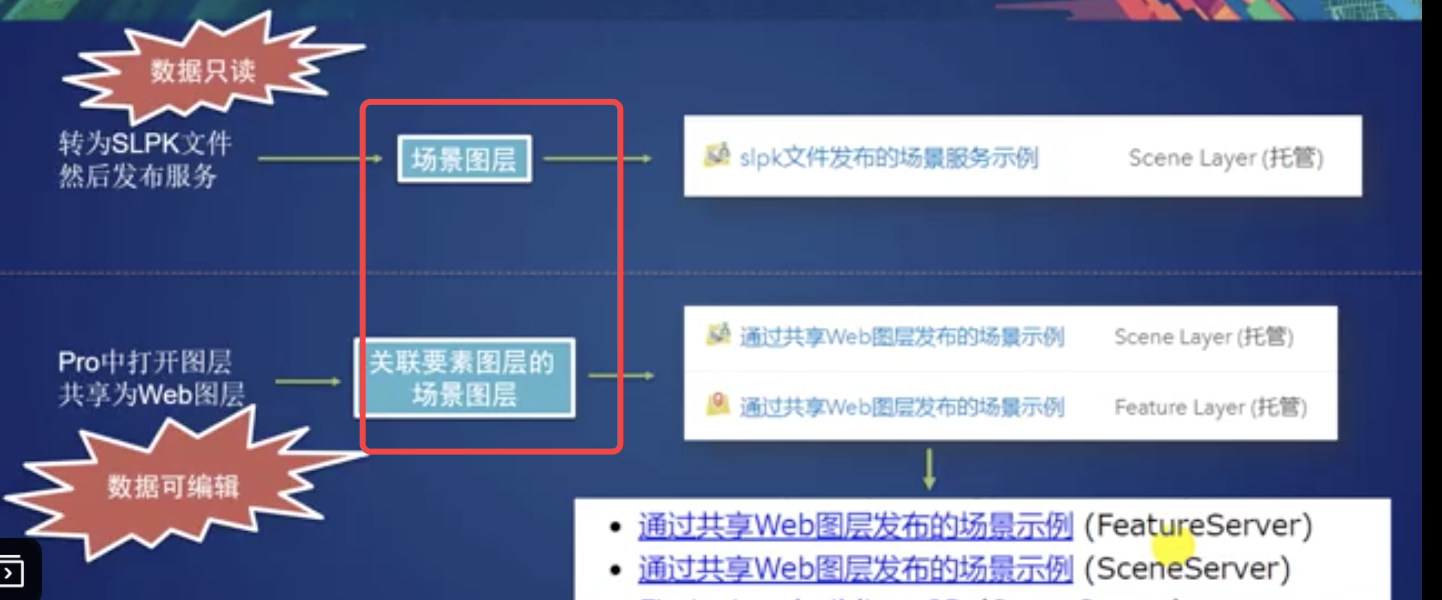 数据只读
转为SLPK文件
然后发布服务
场景图层
slpk文件发布的场景服务示例 Scene Layer (托管)
Pro中打开图层
共享为Web图层
关联要素图层的
场景图层
通过共享Web图层发布的场景示例 Scene Layer (托管)
通过共享Web图层发布的场景示例 Feature Layer (托管)
数据可编辑
• 通过共享Web图层发布的场景示例 (FeatureServer)
• 通过共享Web图层发布的场景示例 (SceneServer)